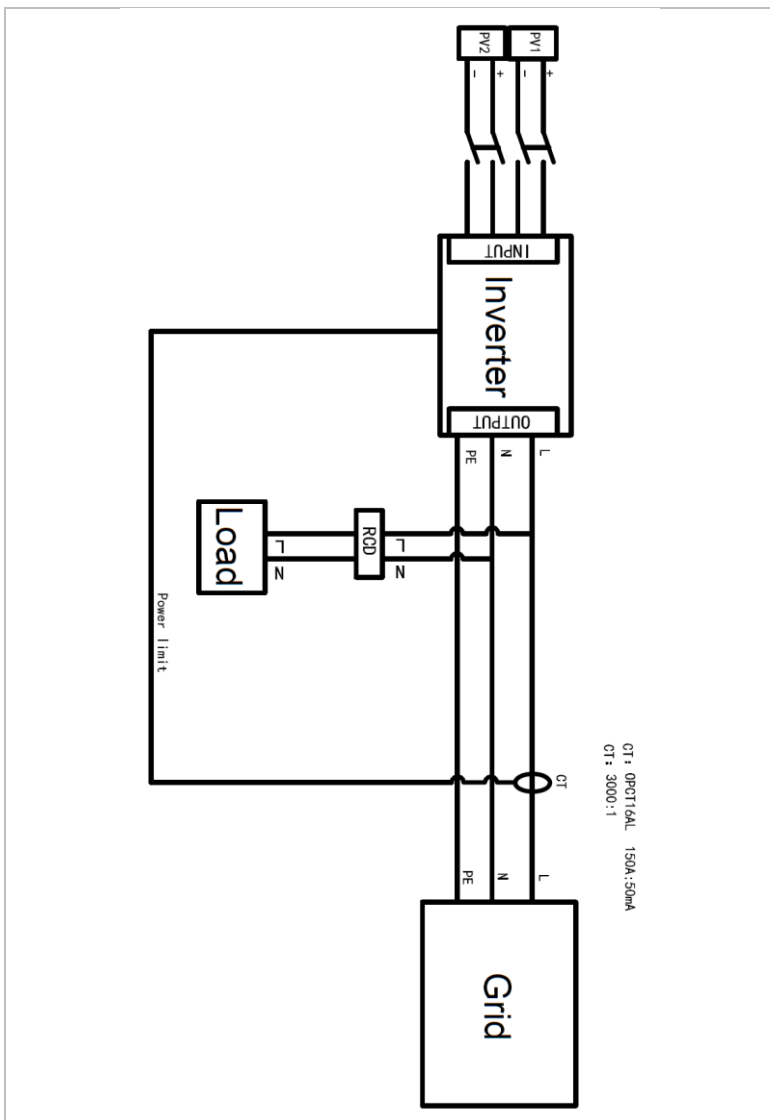 PV2
PV1
-
+
-
+
INPUT
Inverter
OUTPUT
PE
N
L
Load
L
N
RCD
L
N
Power limit
CT
CT: OPCT16AL 150A:50mA
CT: 3000:1
PE
N
L
Grid